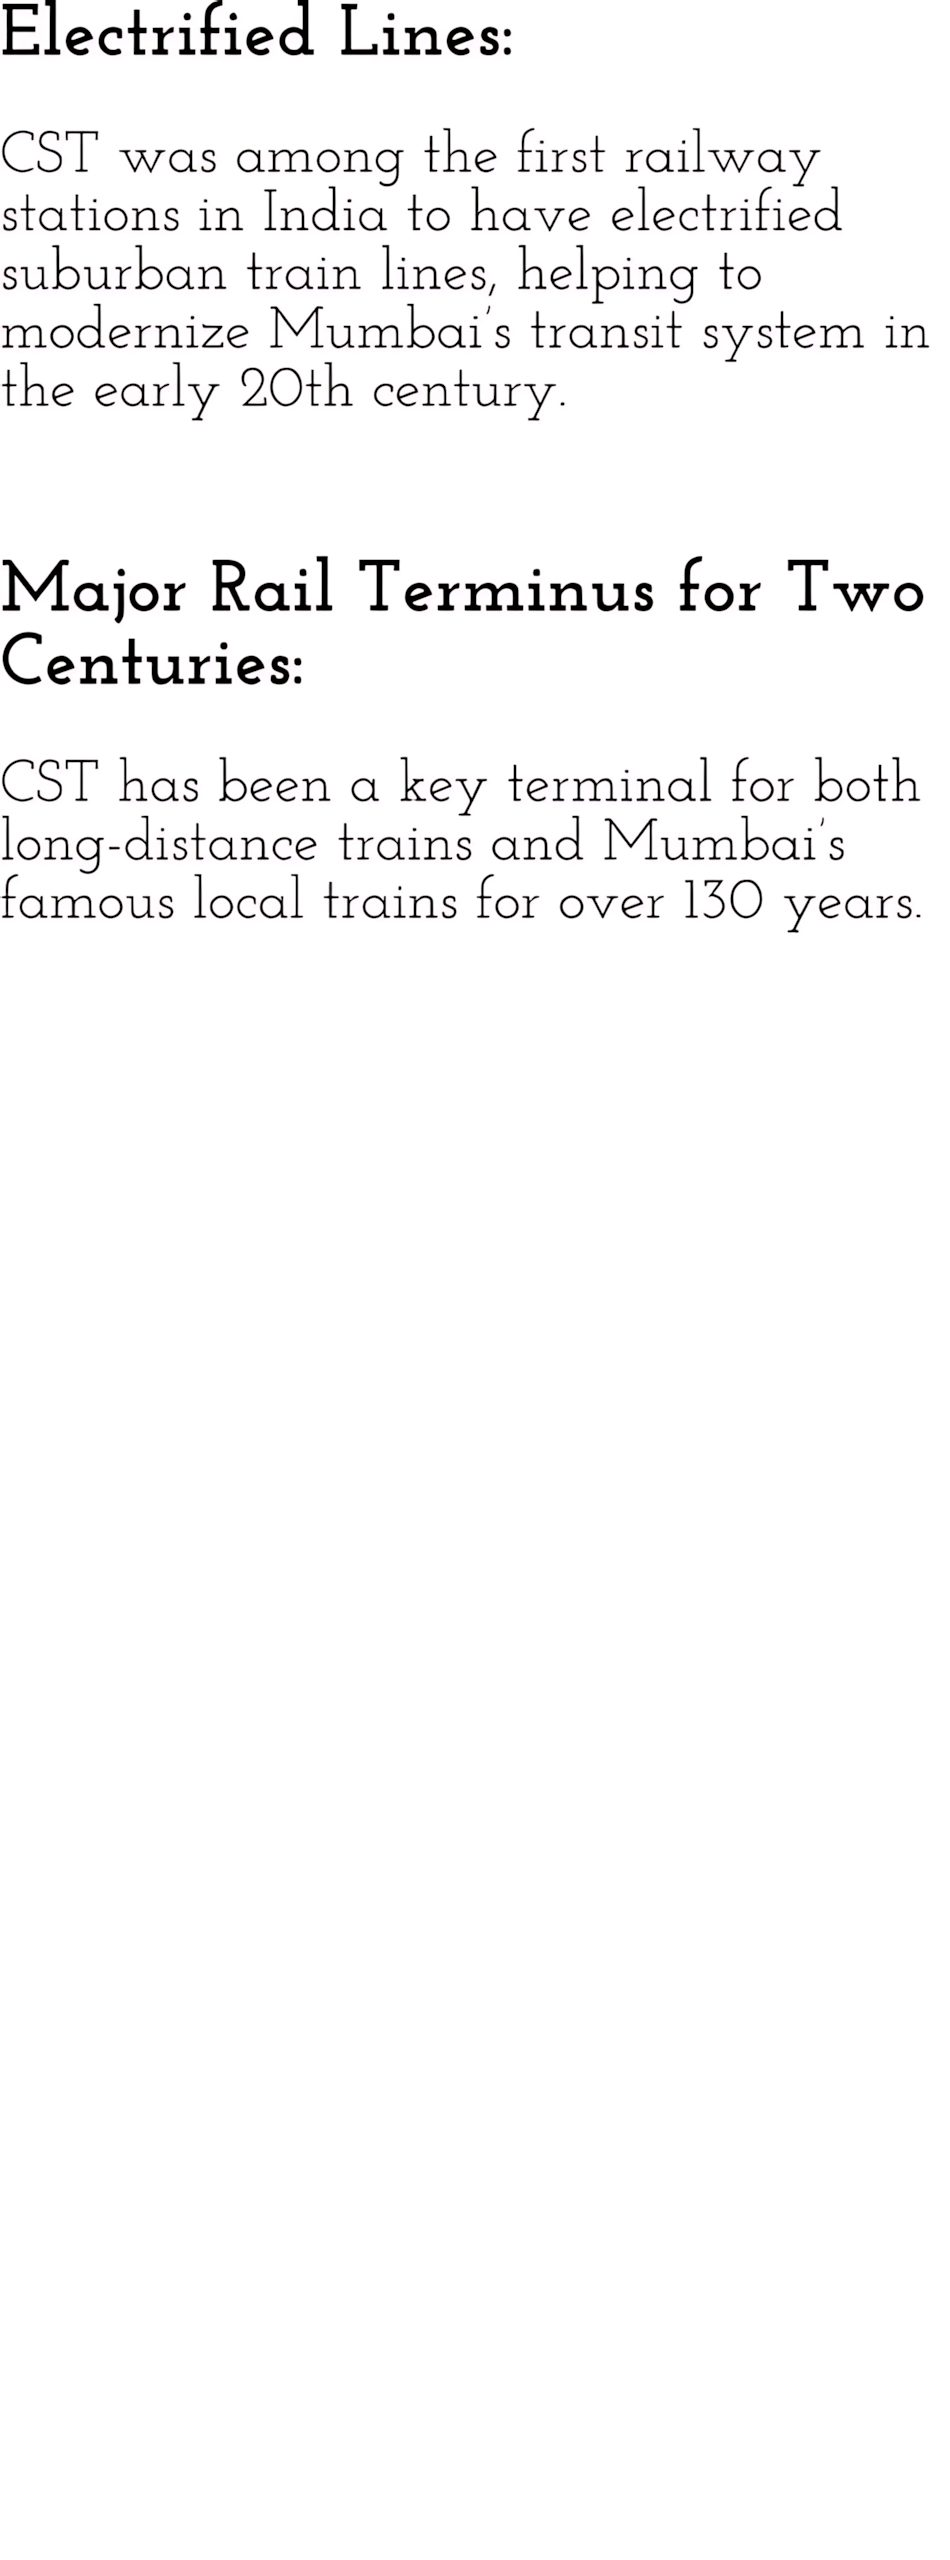 Electrified Lines:
CST was among the first railway
stations in India to have electrified
suburban train lines, helping to
modernize Mumbai's transit system in
the early 20th century.
Major Rail Terminus for Two
Centuries:
CST has been a key terminal for both
long-distance trains and Mumbai's
famous local trains for over 130 years.